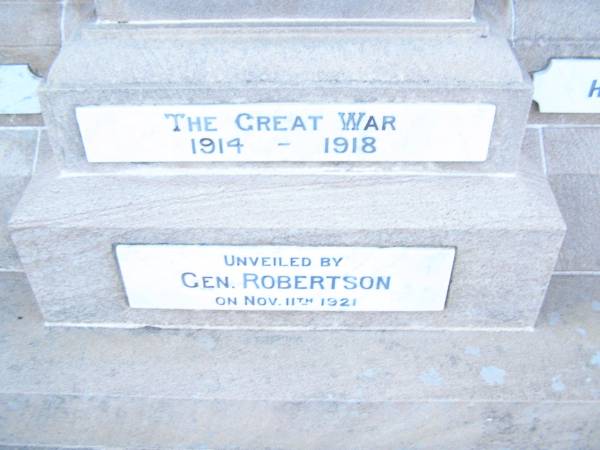 THE GREAT WAR
1914 - 1918
UNVEILED BY
GEN. ROBERTSON
ON NOV. 11TH 1921
H